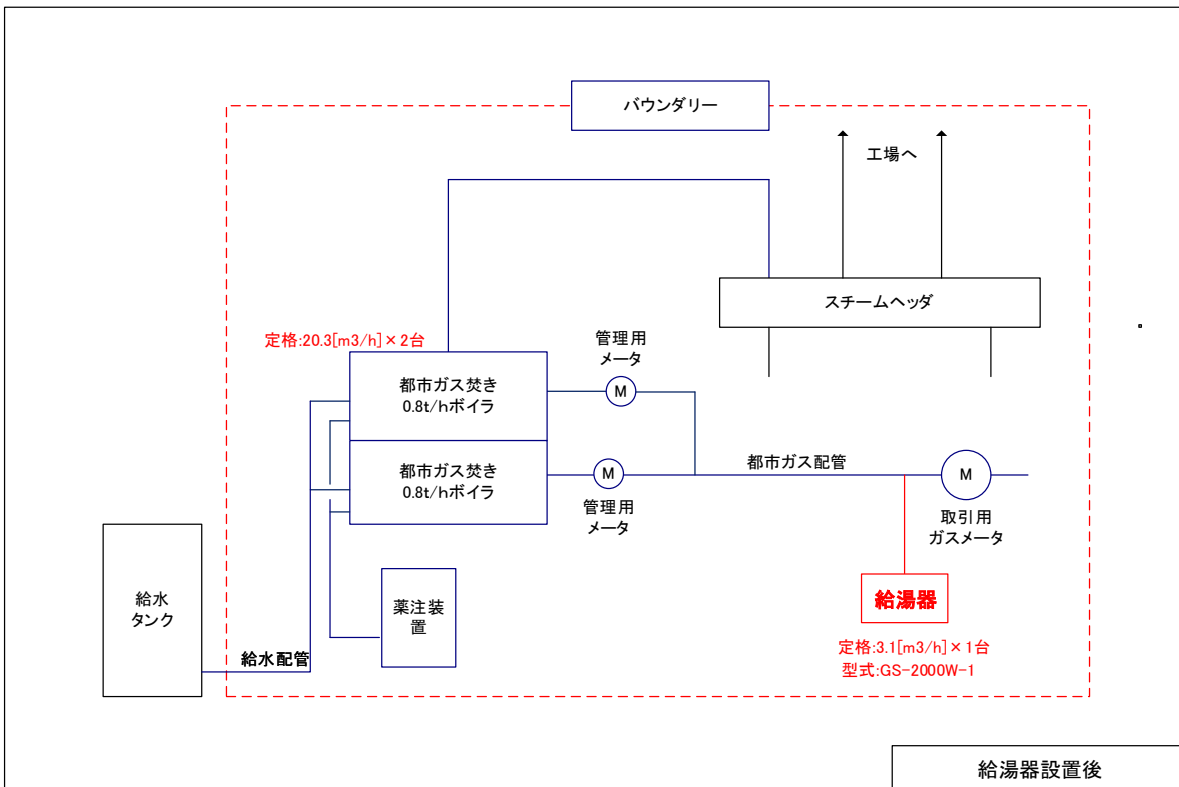 バウンダリー
工場へ
スチームヘッダ
定格:20.3[m3/h]×2台
管理用
メータ
都市ガス焚き
0.8t/hボイラ
M
都市ガス焚き
0.8t/hボイラ
M
管理用
メータ
都市ガス配管
M
取引用
ガスメータ
給水
タンク
薬注装
置
給湯器
給水配管
定格:3.1[m3/h]×1台
型式:GS-2000W-1
給湯器設置後